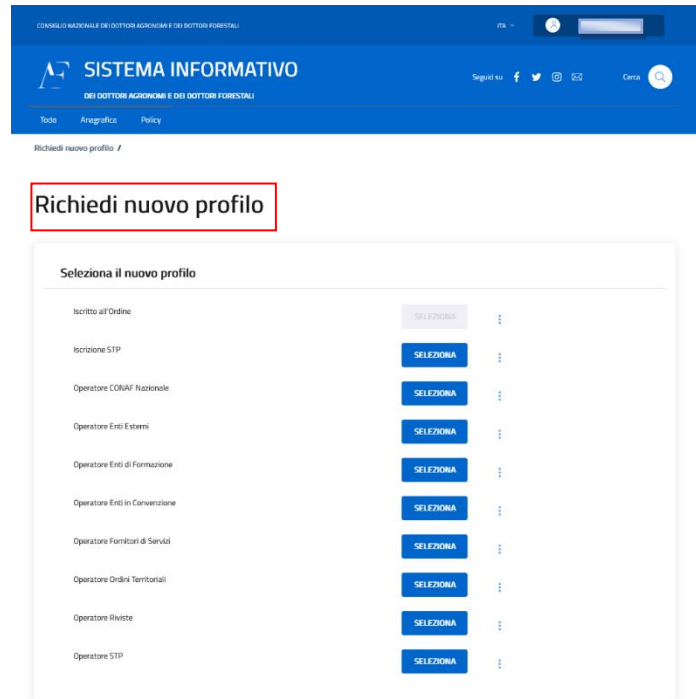 CONSIGLIO NAZIONALE DEI DOTTORI AGRONOMI E DEI DOTTORI FORESTALI
ITA
SISTEMA INFORMATIVO
DEI DOTTORI AGRONOMI E DEI DOTTORI FORESTALI
Seguici su
Cerca
Todo Anagrafica Policy
Richiedi nuovo profilo /
Richiedi nuovo profilo
Seleziona il nuovo profilo
Iscritto all'Ordine SELEZIONA
Iscrizione STP SELEZIONA
Operatore CONAF Nazionale SELEZIONA
Operatore Enti Esterni SELEZIONA
Operatore Enti di Formazione SELEZIONA
Operatore Enti in Convenzione SELEZIONA
Operatore Fornitori di Servizi SELEZIONA
Operatore Ordini Territoriali SELEZIONA
Operatore Riviste SELEZIONA
Operatore STP SELEZIONA